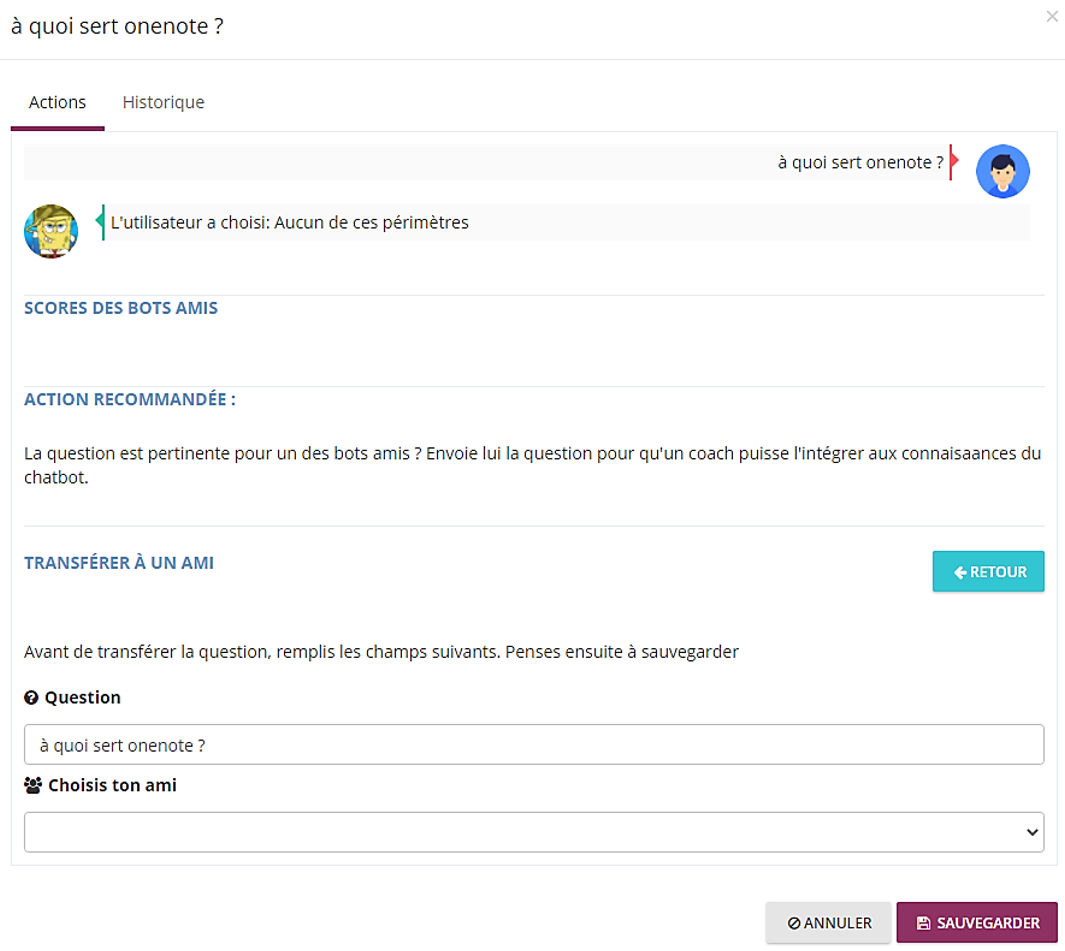 à quoi sert onenote ?
×
Actions
Historique
à quoi sert onenote ?
L'utilisateur a choisi: Aucun de ces périmètres
SCORES DES BOTS AMIS
ACTION RECOMMANDÉE :
La question est pertinente pour un des bots amis ? Envoie lui la question pour qu'un coach puisse l'intégrer aux connaisaances du
chatbot.
TRANSFÉRER À UN AMI
RETOUR
Avant de transférer la question, remplis les champs suivants. Penses ensuite à sauvegarder
Question
à quoi sert onenote ?
Choisis ton ami
ANNULER
SAUVEGARDER